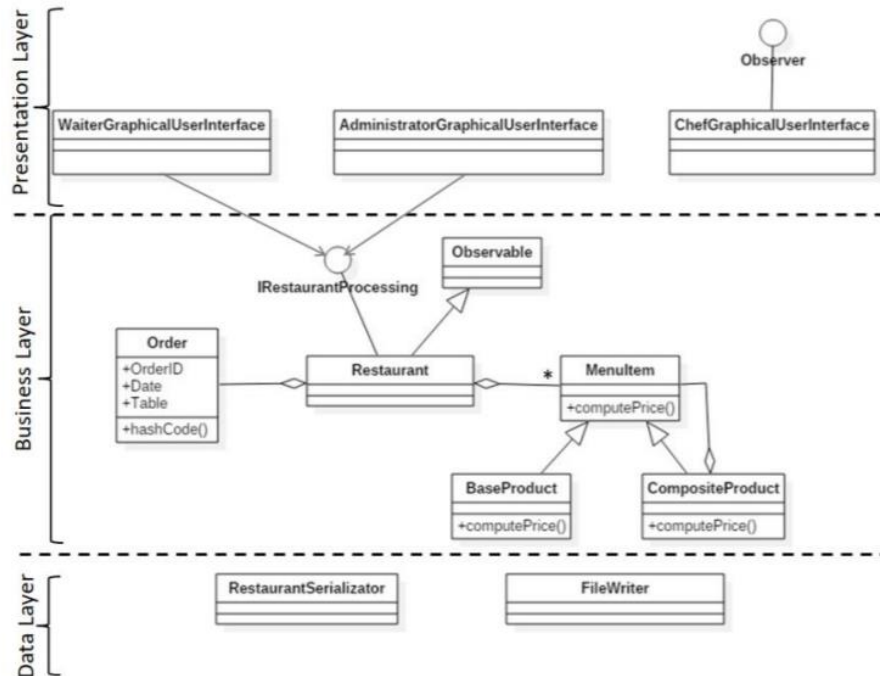 Presentation Layer
Observer
WaiterGraphicalUserInterface
AdministratorGraphicalUserInterface
ChefGraphicalUserInterface
Business Layer
Observable
IRestaurantProcessing
Order
+OrderID
+Date
+Table
+hashCode()
Restaurant
*
MenuItem
+computePrice()
BaseProduct
+computePrice()
CompositeProduct
+computePrice()
Data Layer
RestaurantSerializator
FileWriter